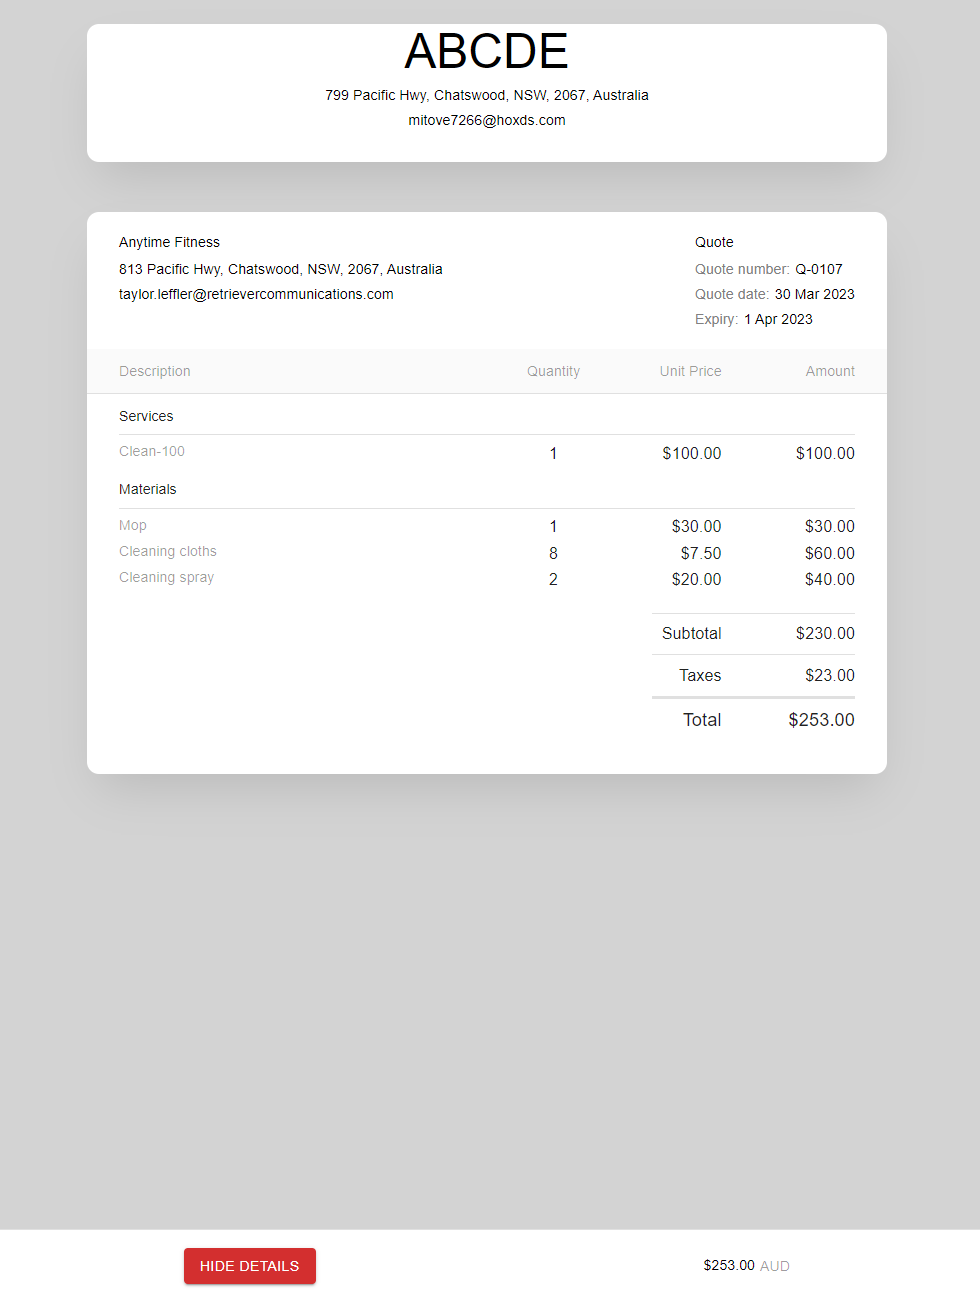 ABCDE
799 Pacific Hwy, Chatswood, NSW, 2067, Australia
mitove7266@hoxds.com
Anytime Fitness
813 Pacific Hwy, Chatswood, NSW, 2067, Australia
taylor.leffler@retrievercommunications.com
Quote
Quote number: Q-0107
Quote date: 30 Mar 2023
Expiry: 1 Apr 2023
Description Quantity Unit Price Amount
Services
Clean-100 1 $100.00 $100.00
Materials
Mop 1 $30.00 $30.00
Cleaning cloths 8 $7.50 $60.00
Cleaning spray 2 $20.00 $40.00
Subtotal $230.00
Taxes $23.00
Total $253.00
HIDE DETAILS $253.00 AUD